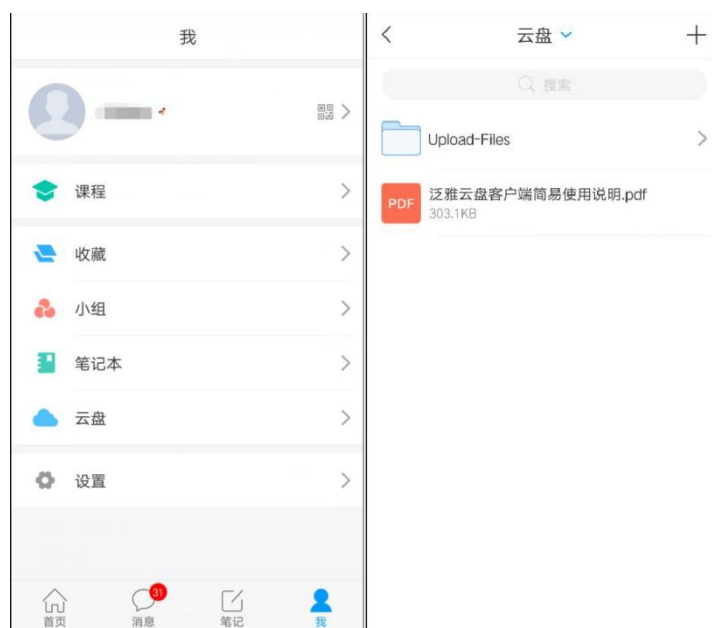 我
课程
收藏
小组
笔记本
云盘
设置
31
首页
消息
笔记
我
云盘
搜索
Upload-Files
PDF
泛雅云盘客户端简易使用说明.pdf
303.1KB